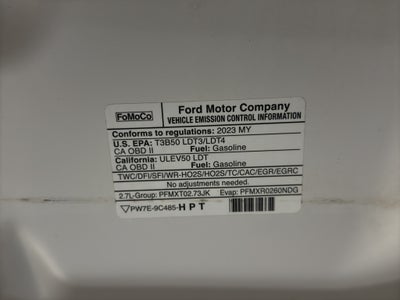 FoMoCo
Ford Motor Company
VEHICLE EMISSION CONTROL INFORMATION
Conforms to regulations: 2023 MY
U.S. EPA: T3B50 LDT3/LDT4
CA OBD II Fuel: Gasoline
California: ULEV50 LDT
CA OBD II Fuel: Gasoline
TWC/DFI/SFI/WR-HO2S/HO2S/TC/CAC/EGR/EGRC
No adjustments needed.
2.7L-Group: PFMXT02.73JK Evap: PFMXR0260NDG
PW7E-9C485-HPT